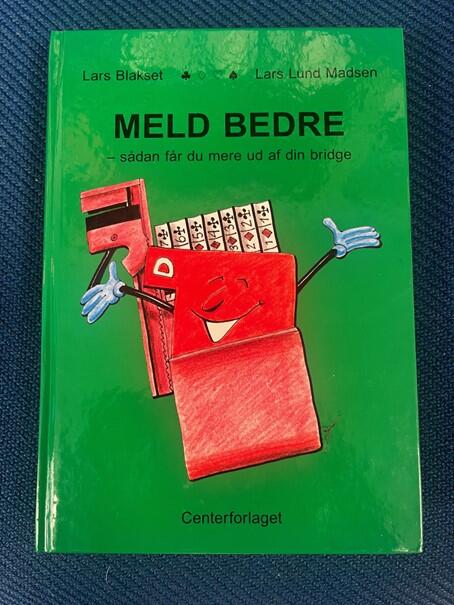 Lars Blakset ♣ ♢ ♡ ♠ Lars Lund Madsen
MELD BEDRE
– sådan får du mere ud af din bridge
D
Centerforlaget